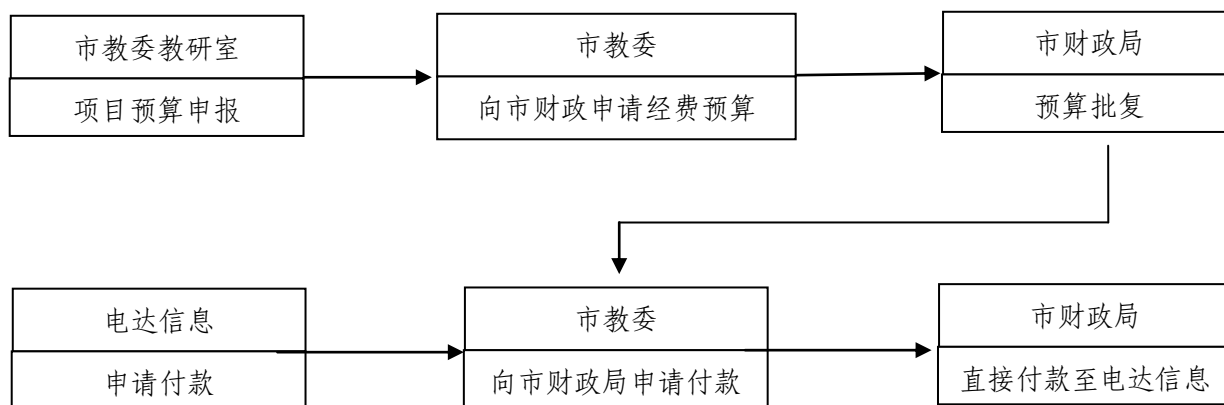 市教委教研室
项目预算申报
市教委
向市财政申请经费预算
市财政局
预算批复
电达信息
申请付款
市教委
向市财政局申请付款
市财政局
直接付款至电达信息